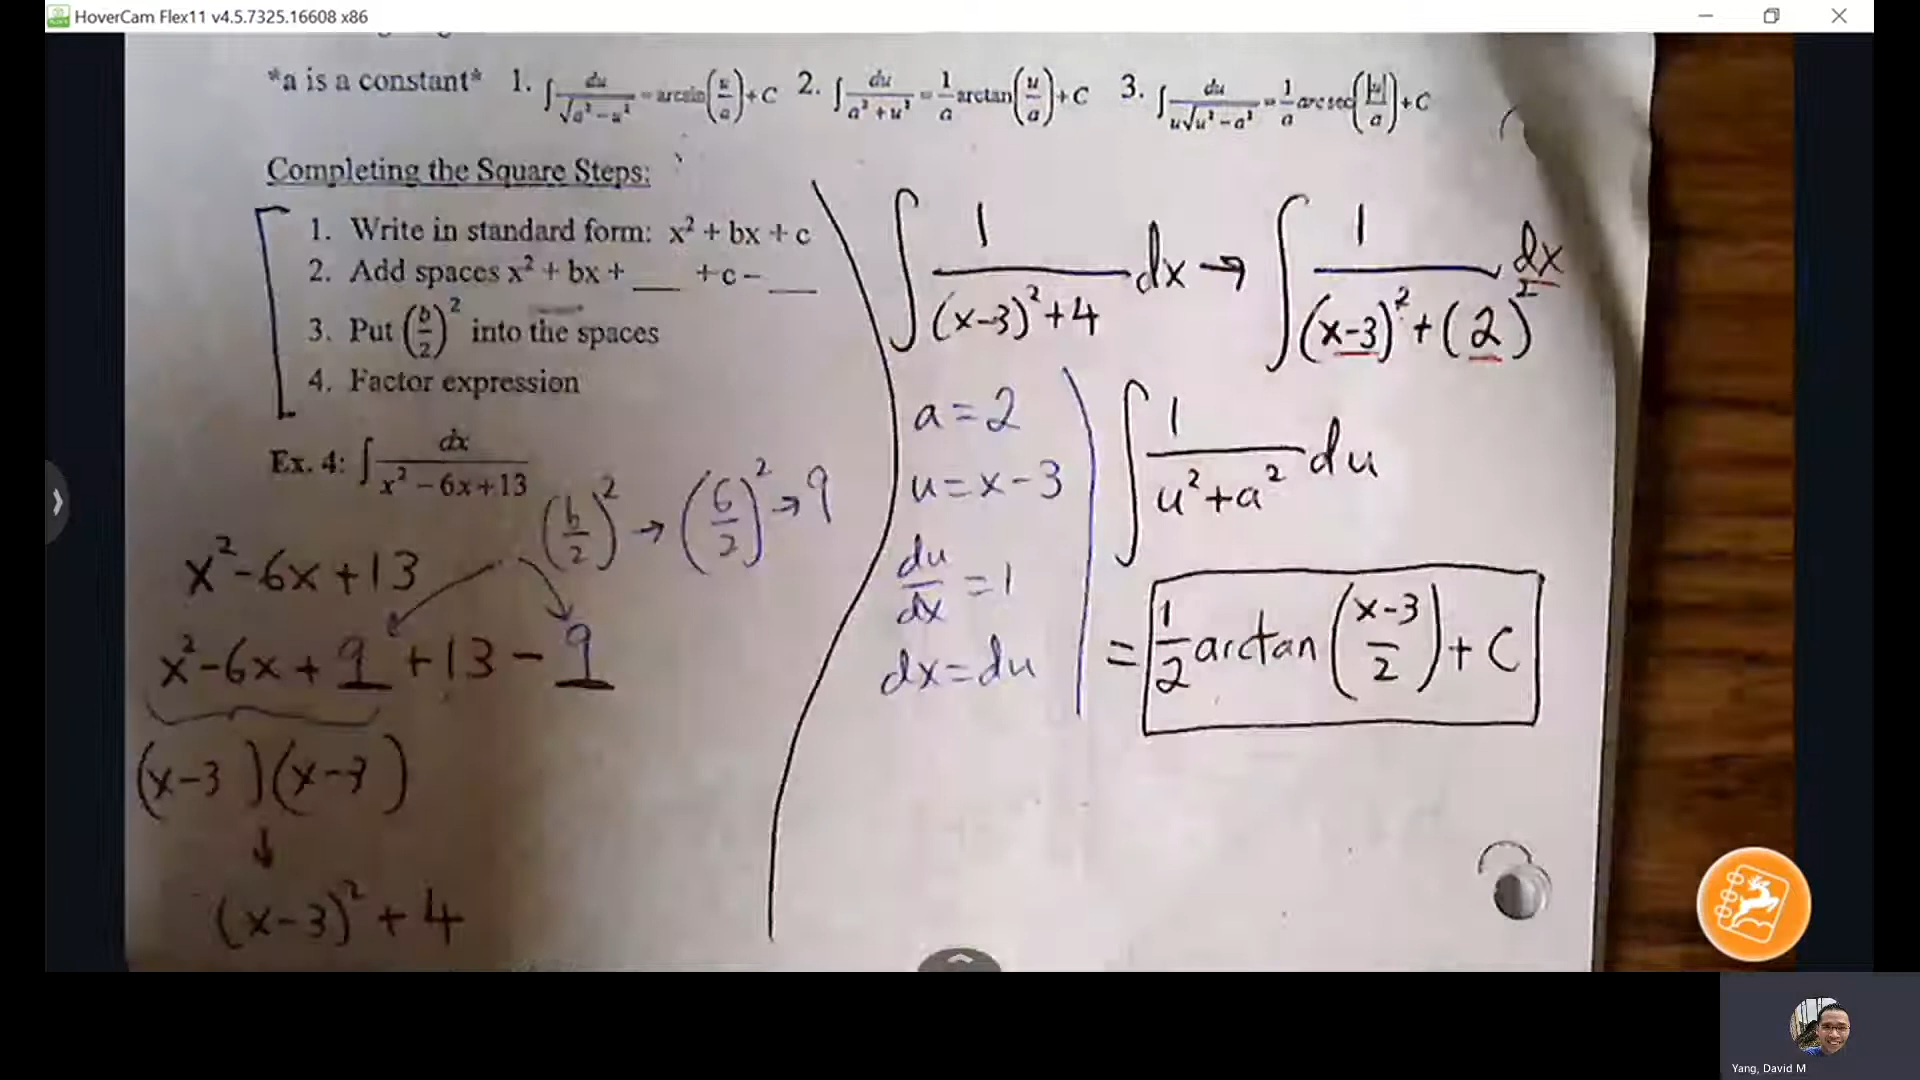 HoverCam Flex11 v4.5.7325.16608 x86
*a is a constant* 1. ∫ du/√(a² − u²) = arcsin(u/a) + C 2. ∫ du/(a² + u²) = 1/a arctan(u/a) + C 3. ∫ du/(u√(u² − a²)) = 1/a arcsec(|u|/a) + C
Completing the Square Steps:
1. Write in standard form: x² + bx + c
2. Add spaces x² + bx + ___ + c − ___
3. Put (b/2)² into the spaces
4. Factor expression
Ex. 4: ∫ dx/(x² − 6x + 13)
(b/2)² → (6/2)² → 9
x² − 6x + 13
x² − 6x + 9 + 13 − 9
(x − 3)(x − 3)
↓
(x − 3)² + 4
∫ 1/((x−3)² + 4) dx → ∫ 1/((x−3)² + (2)²) dx
a = 2
u = x − 3
du/dx = 1
dx = du
∫ 1/(u² + a²) du
= 1/2 arctan((x−3)/2) + C
Yang, David M